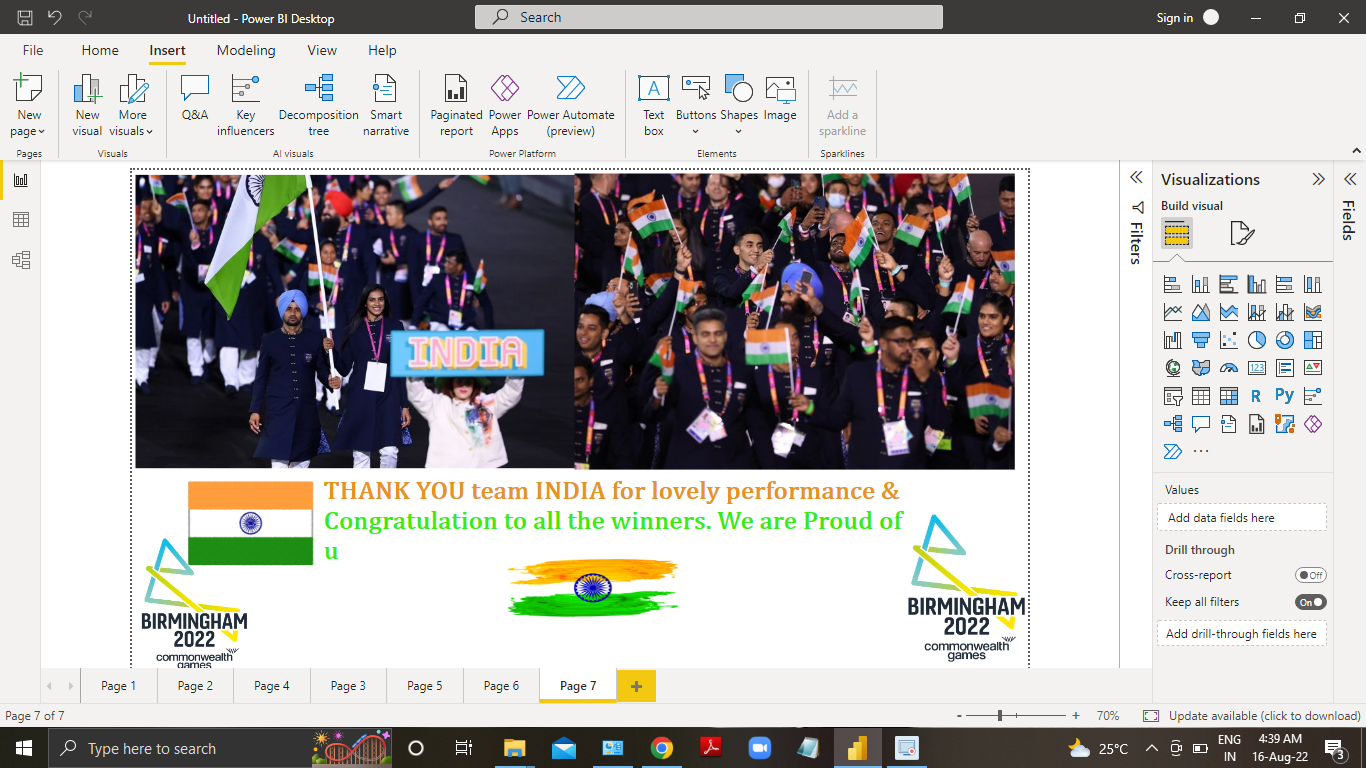 Untitled - Power BI Desktop
Search
Sign in
File Home Insert Modeling View Help
New page
New visual
More visuals
Q&A
Key influencers
Decomposition tree
Smart narrative
Paginated report
Power Apps
Power Automate (preview)
Text box
Buttons
Shapes
Image
Add a sparkline
Pages
Visuals
AI visuals
Power Platform
Elements
Sparklines
INDIA
THANK YOU team INDIA for lovely performance &
Congratulation to all the winners. We are Proud of
u
BIRMINGHAM
2022
commonwealth
games
BIRMINGHAM
2022
commonwealth
games
Filters
Visualizations
Build visual
R
Py
123
Values
Add data fields here
Drill through
Cross-report
Off
Keep all filters
On
Add drill-through fields here
Fields
Page 1 Page 2 Page 4 Page 3 Page 5 Page 6 Page 7
Page 7 of 7
70%
Update available (click to download)
Type here to search
25°C
ENG
IN
4:39 AM
16-Aug-22
3